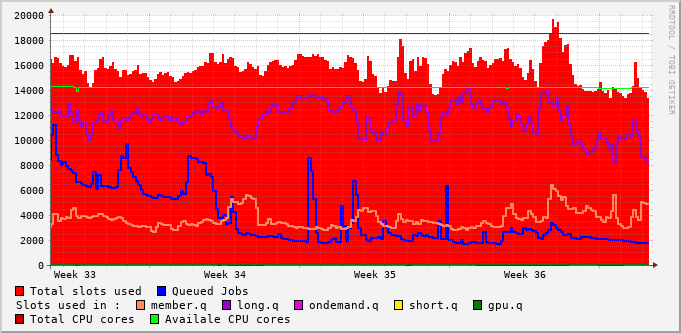 20000
18000
16000
14000
12000
10000
8000
6000
4000
2000
0
Week 33 Week 34 Week 35 Week 36
RRDTOOL / TOBI OETIKER
Total slots used Queued Jobs
Slots used in : member.q long.q ondemand.q short.q gpu.q
Total CPU cores Availale CPU cores